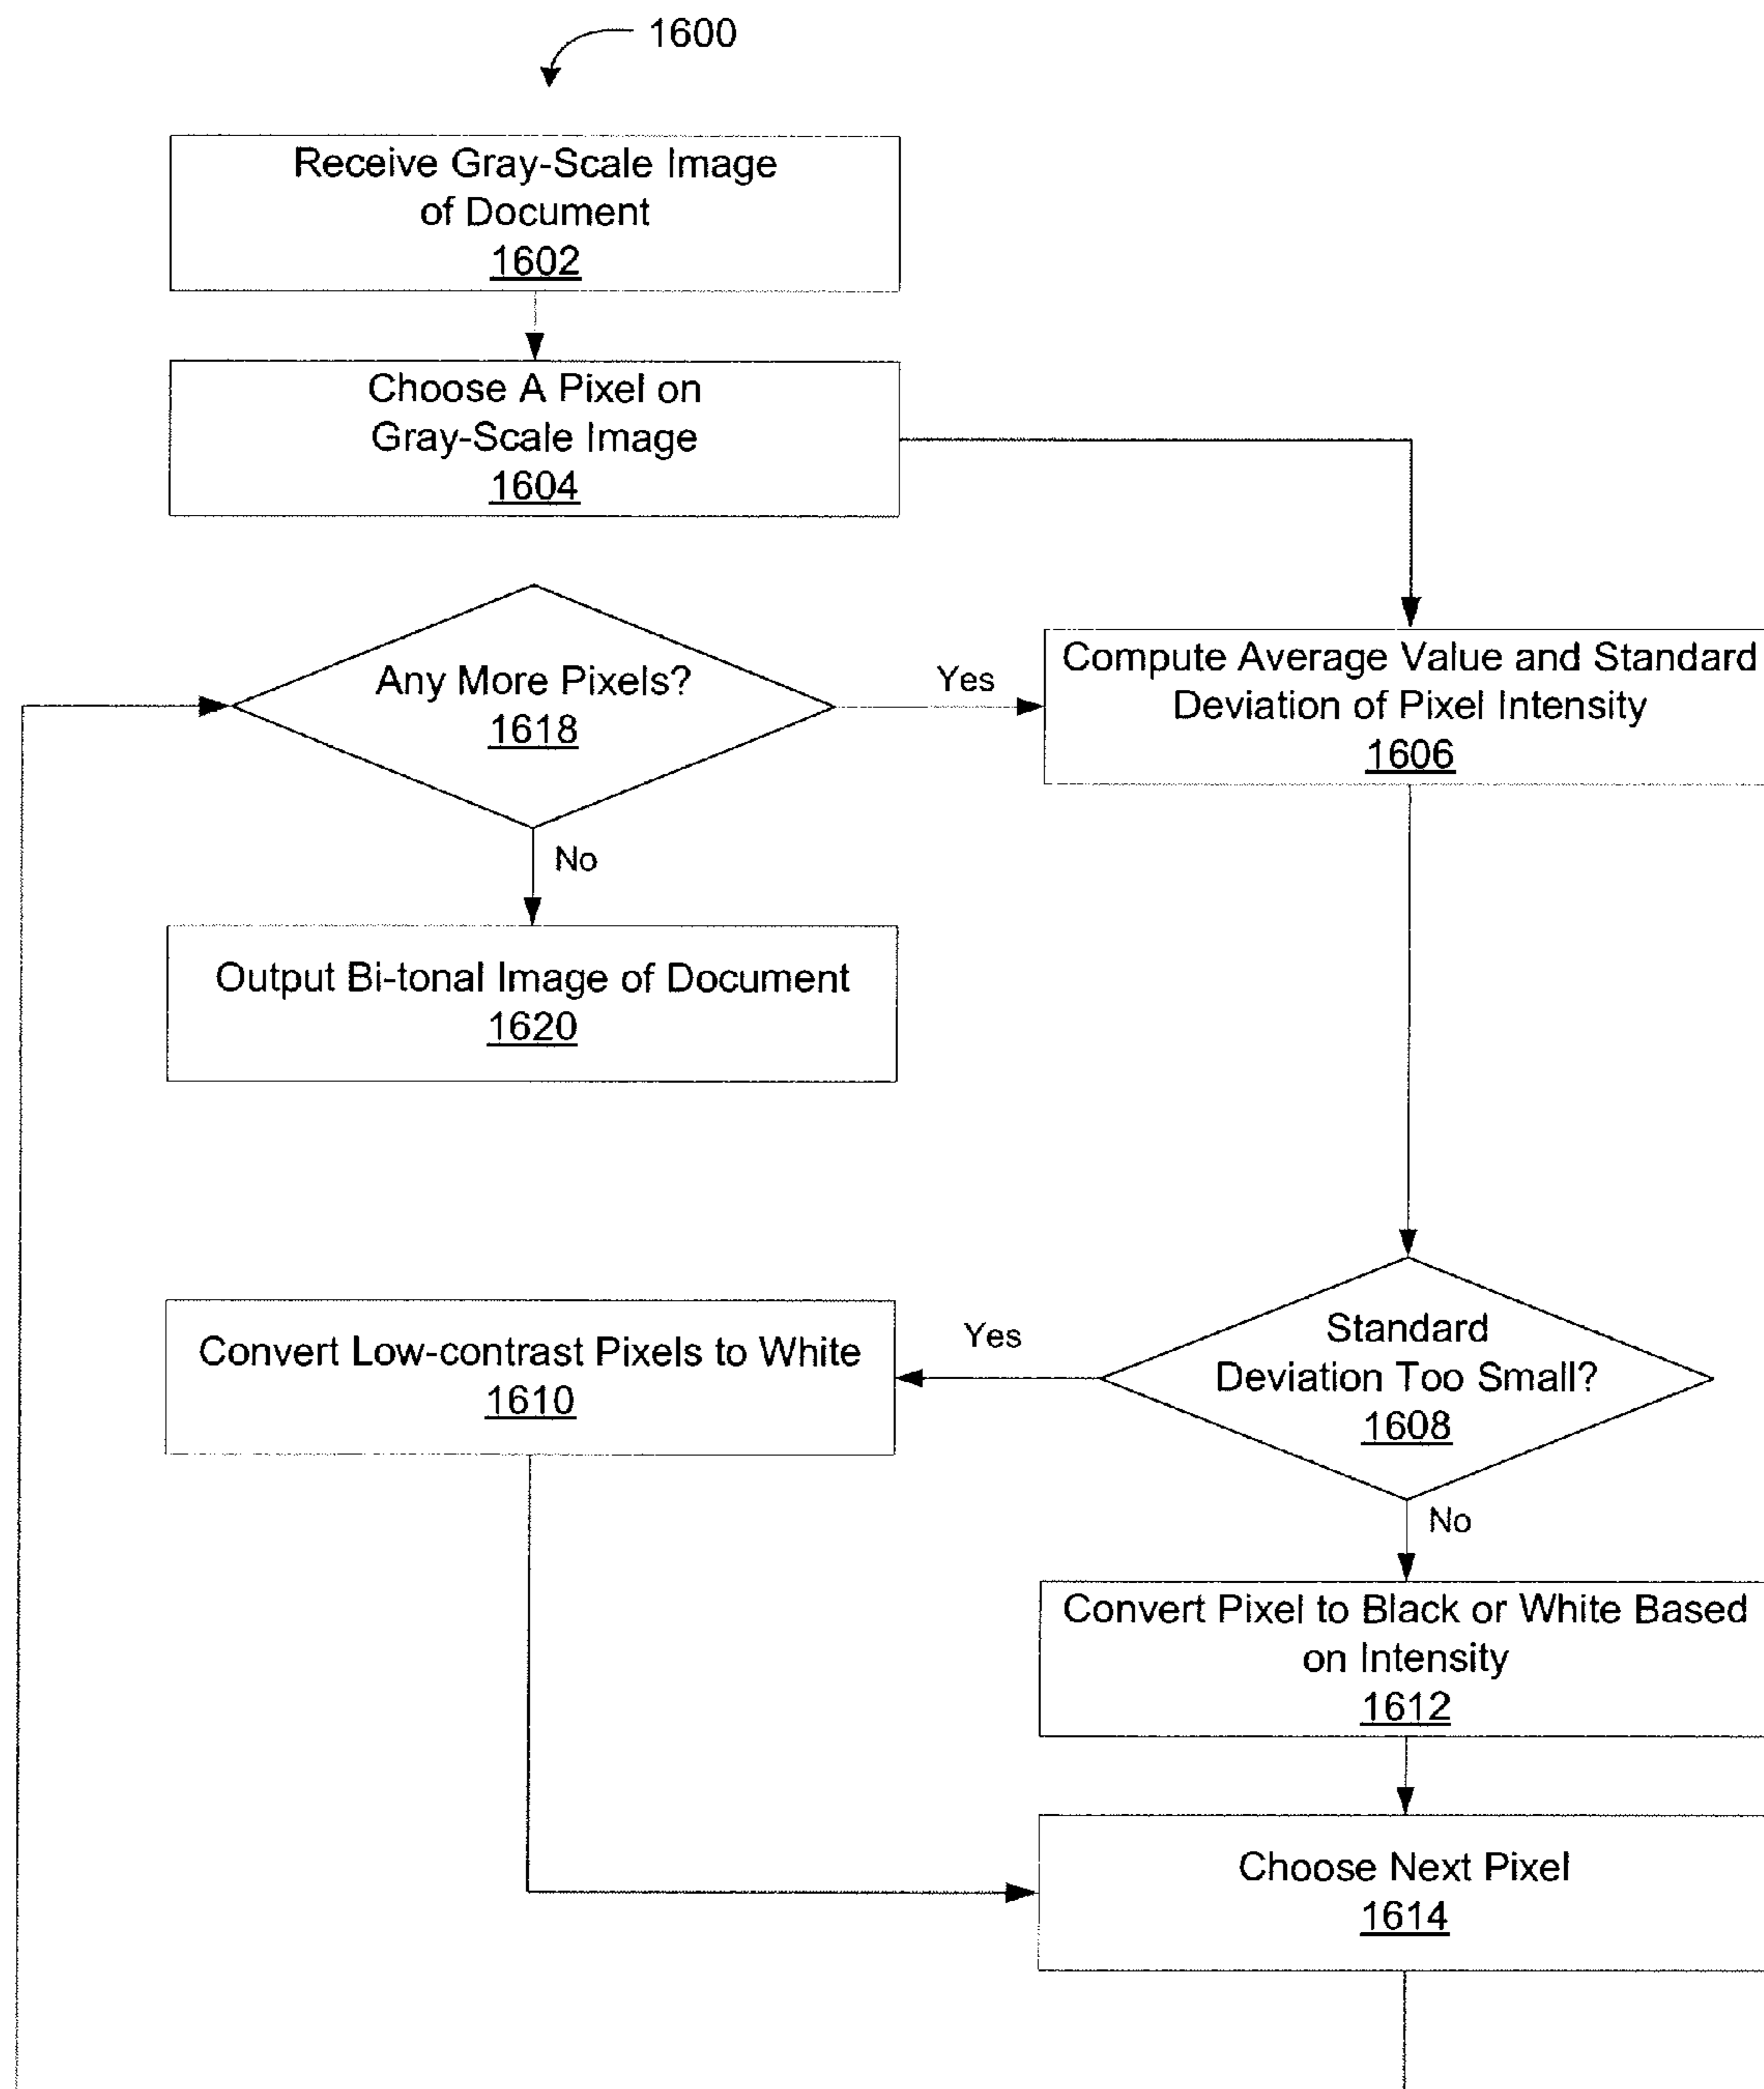 1600
Receive Gray-Scale Image
of Document
1602
Choose A Pixel on
Gray-Scale Image
1604
Any More Pixels?
1618
Yes
Compute Average Value and Standard
Deviation of Pixel Intensity
1606
No
Output Bi-tonal Image of Document
1620
Standard
Deviation Too Small?
1608
Yes
Convert Low-contrast Pixels to White
1610
No
Convert Pixel to Black or White Based
on Intensity
1612
Choose Next Pixel
1614